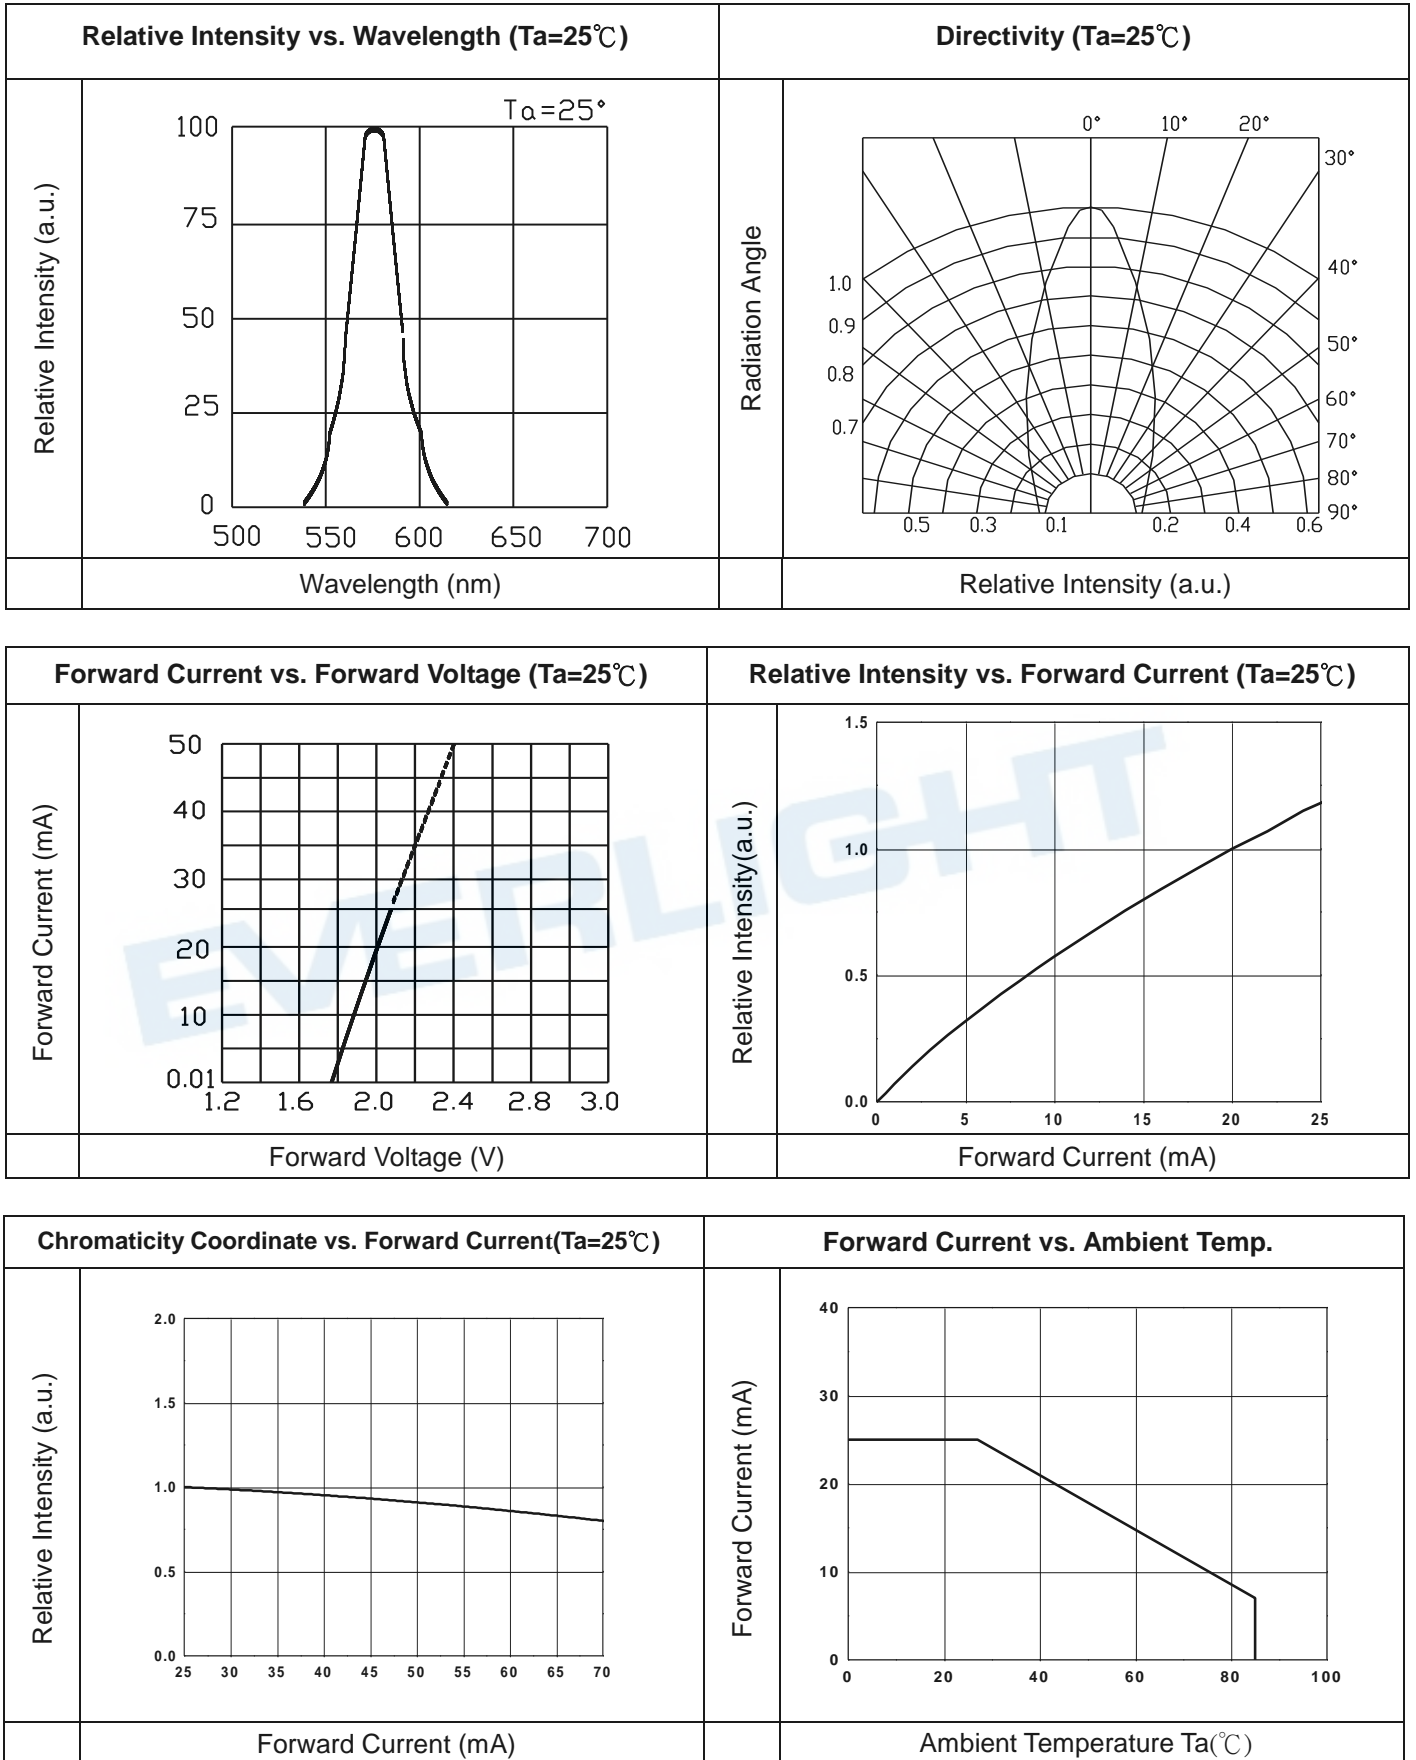 Relative Intensity vs. Wavelength (Ta=25℃)
Directivity (Ta=25℃)
Relative Intensity (a.u.)
Ta=25°
100
75
50
25
0
500 550 600 650 700
Wavelength (nm)
Radiation Angle
0° 10° 20°
30°
40°
50°
60°
70°
80°
90°
1.0
0.9
0.8
0.7
0.5 0.3 0.1 0.2 0.4 0.6
Relative Intensity (a.u.)
Forward Current vs. Forward Voltage (Ta=25℃)
Relative Intensity vs. Forward Current (Ta=25℃)
EVERLIGHT
Forward Current (mA)
50
40
30
20
10
0.01
1.2 1.6 2.0 2.4 2.8 3.0
Forward Voltage (V)
Relative Intensity(a.u.)
1.5
1.0
0.5
0.0
0 5 10 15 20 25
Forward Current (mA)
Chromaticity Coordinate vs. Forward Current(Ta=25℃)
Forward Current vs. Ambient Temp.
Relative Intensity (a.u.)
2.0
1.5
1.0
0.5
0.0
25 30 35 40 45 50 55 60 65 70
Forward Current (mA)
Forward Current (mA)
40
30
20
10
0
0 20 40 60 80 100
Ambient Temperature Ta(℃)